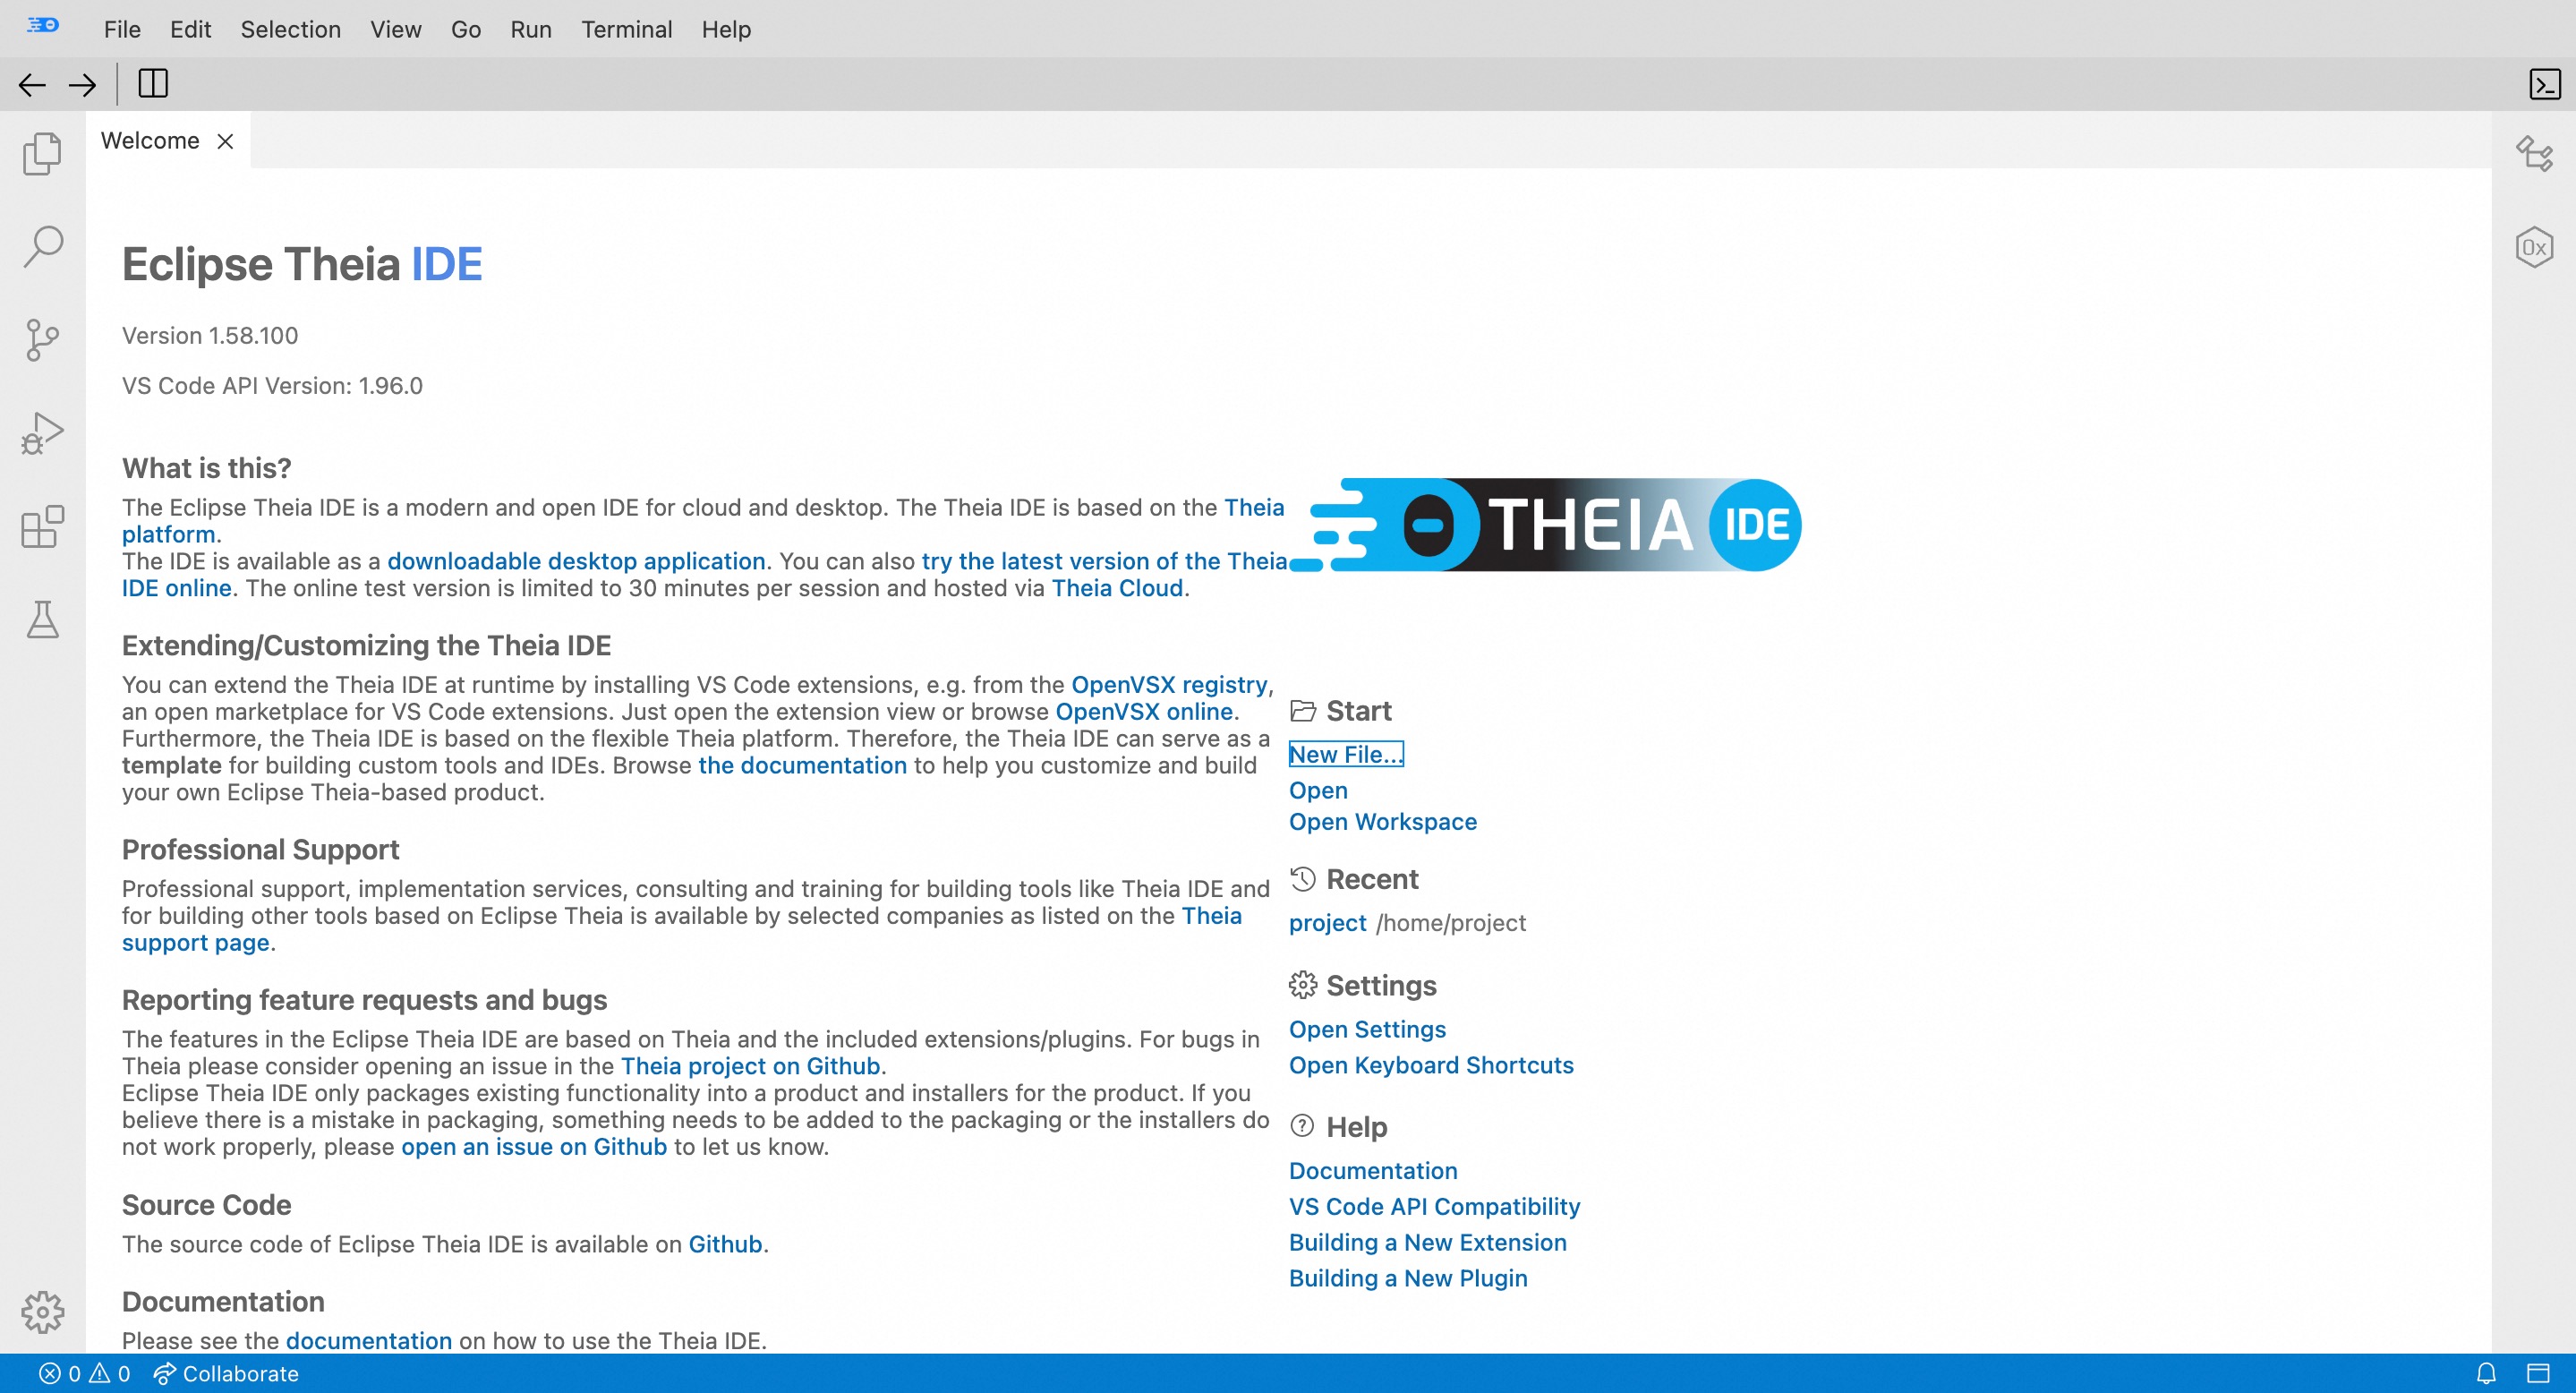 File Edit Selection View Go Run Terminal Help
Welcome
Eclipse Theia IDE
Version 1.58.100
VS Code API Version: 1.96.0
What is this?
The Eclipse Theia IDE is a modern and open IDE for cloud and desktop. The Theia IDE is based on the Theia
platform.
The IDE is available as a downloadable desktop application. You can also try the latest version of the Theia
IDE online. The online test version is limited to 30 minutes per session and hosted via Theia Cloud.
Extending/Customizing the Theia IDE
You can extend the Theia IDE at runtime by installing VS Code extensions, e.g. from the OpenVSX registry,
an open marketplace for VS Code extensions. Just open the extension view or browse OpenVSX online.
Furthermore, the Theia IDE is based on the flexible Theia platform. Therefore, the Theia IDE can serve as a
template for building custom tools and IDEs. Browse the documentation to help you customize and build
your own Eclipse Theia-based product.
Professional Support
Professional support, implementation services, consulting and training for building tools like Theia IDE and
for building other tools based on Eclipse Theia is available by selected companies as listed on the Theia
support page.
Reporting feature requests and bugs
The features in the Eclipse Theia IDE are based on Theia and the included extensions/plugins. For bugs in
Theia please consider opening an issue in the Theia project on Github.
Eclipse Theia IDE only packages existing functionality into a product and installers for the product. If you
believe there is a mistake in packaging, something needs to be added to the packaging or the installers do
not work properly, please open an issue on Github to let us know.
Source Code
The source code of Eclipse Theia IDE is available on Github.
Documentation
Please see the documentation on how to use the Theia IDE.
THEIA IDE
Start
New File...
Open
Open Workspace
Recent
project /home/project
Settings
Open Settings
Open Keyboard Shortcuts
Help
Documentation
VS Code API Compatibility
Building a New Extension
Building a New Plugin
0x
0 0 Collaborate